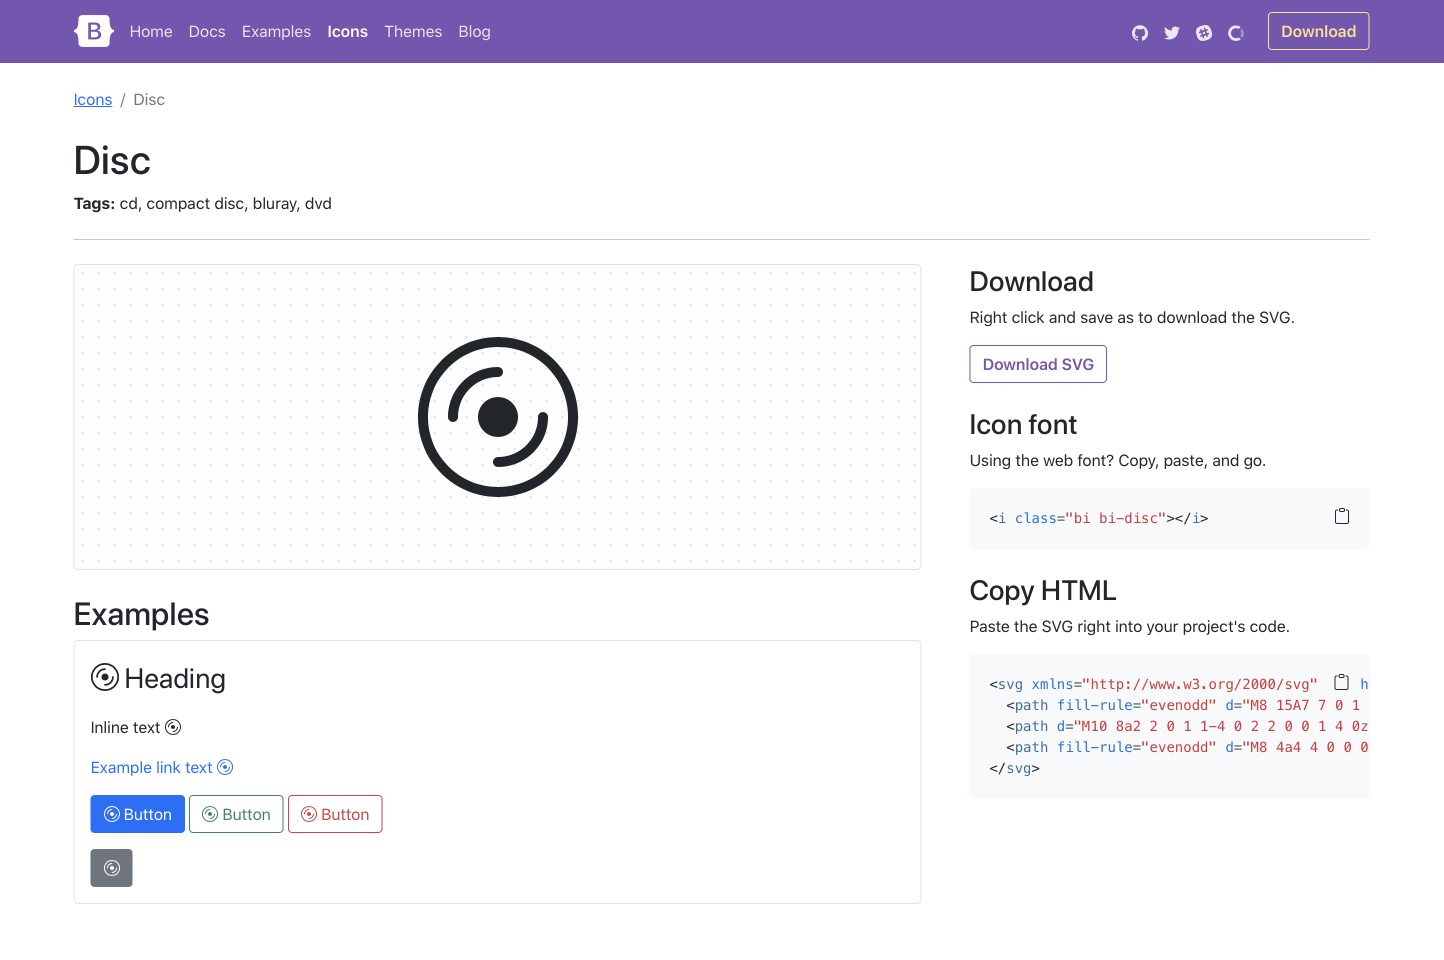 B Home Docs Examples Icons Themes Blog Download
Icons / Disc
Disc
Tags: cd, compact disc, bluray, dvd
Download
Right click and save as to download the SVG.
Download SVG
Icon font
Using the web font? Copy, paste, and go.
<i class="bi bi-disc"></i>
Copy HTML
Paste the SVG right into your project's code.
<svg xmlns="http://www.w3.org/2000/svg" h
<path fill-rule="evenodd" d="M8 15A7 7 0 1
<path d="M10 8a2 2 0 1 1-4 0 2 2 0 0 1 4 0z
<path fill-rule="evenodd" d="M8 4a4 4 0 0 0
</svg>
Examples
Heading
Inline text
Example link text
Button Button Button